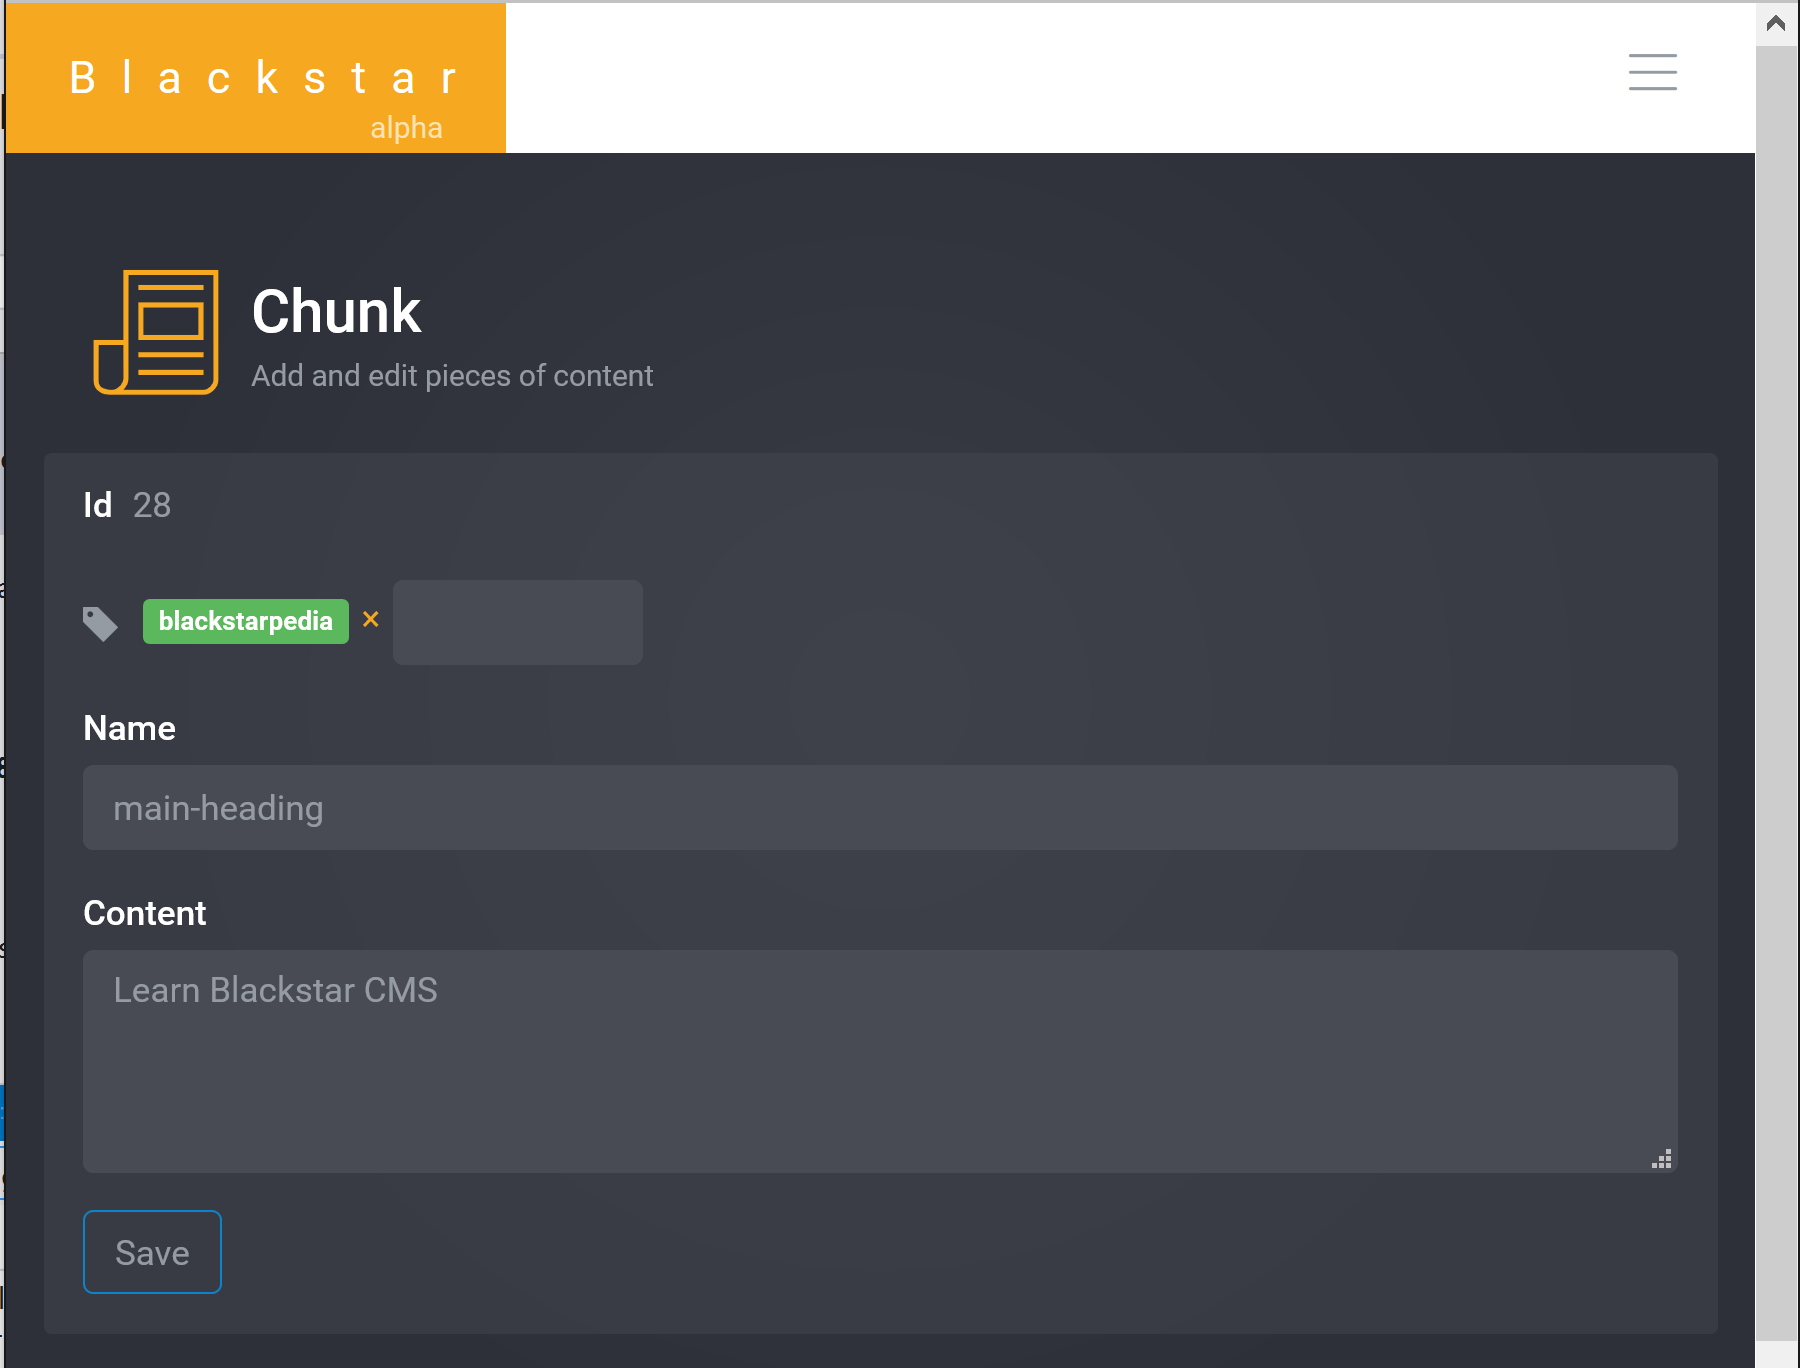 Blackstar
alpha
Chunk
Add and edit pieces of content
Id 28
blackstarpedia ×
Name
main-heading
Content
Learn Blackstar CMS
Save